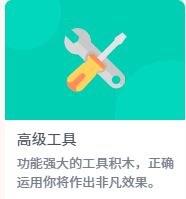 高级工具
功能强大的工具积木，正确
运用你将作出非凡效果。